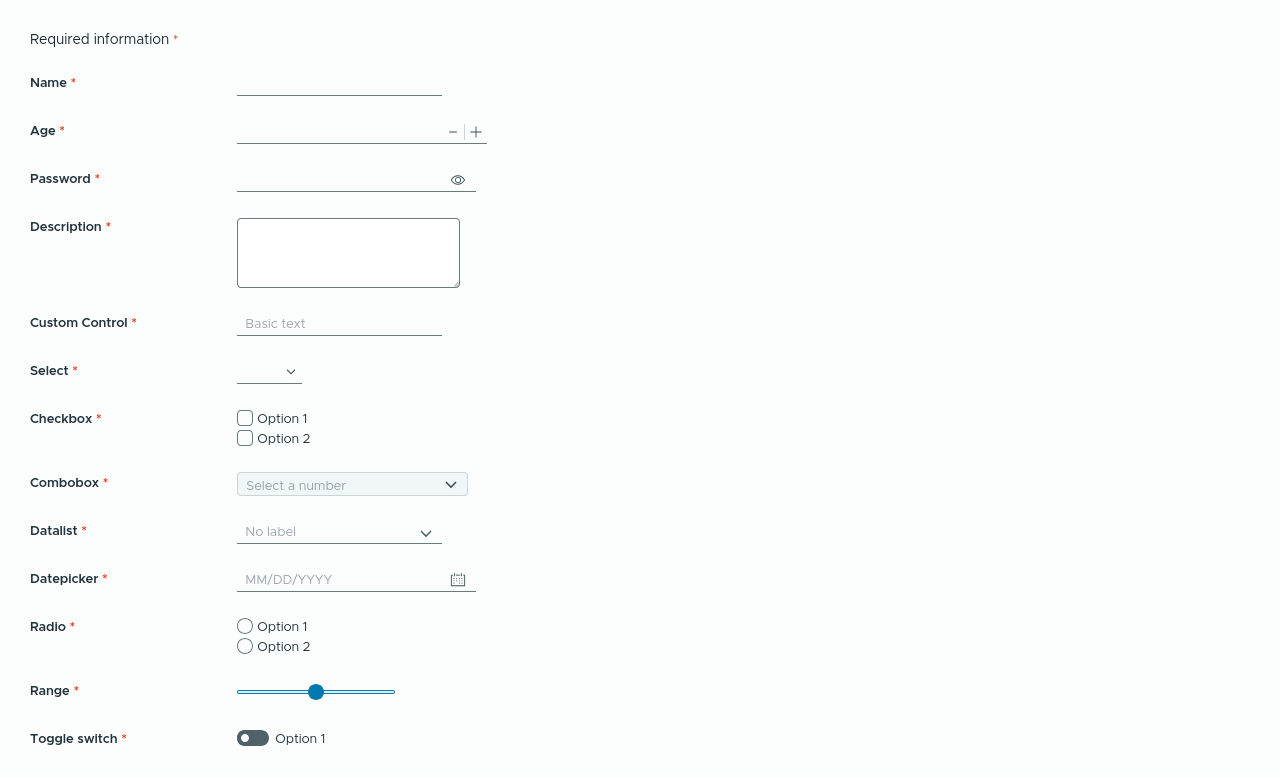 Required information *
Name *
Age *
Password *
Description *
Custom Control * Basic text
Select *
Checkbox * Option 1
Option 2
Combobox * Select a number
Datalist * No label
Datepicker * MM/DD/YYYY
Radio * Option 1
Option 2
Range *
Toggle switch * Option 1